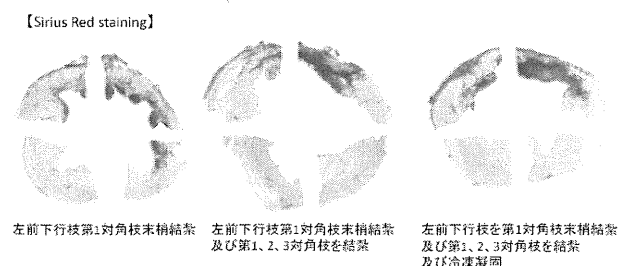 【Sirius Red staining】
左前下行枝第1対角枝末梢結紮
左前下行枝第1対角枝末梢結紮
及び第1、2、3対角枝を結紮
左前下行枝を第1対角枝末梢結紮
及び第1、2、3対角枝を結紮
及び冷凍凝固